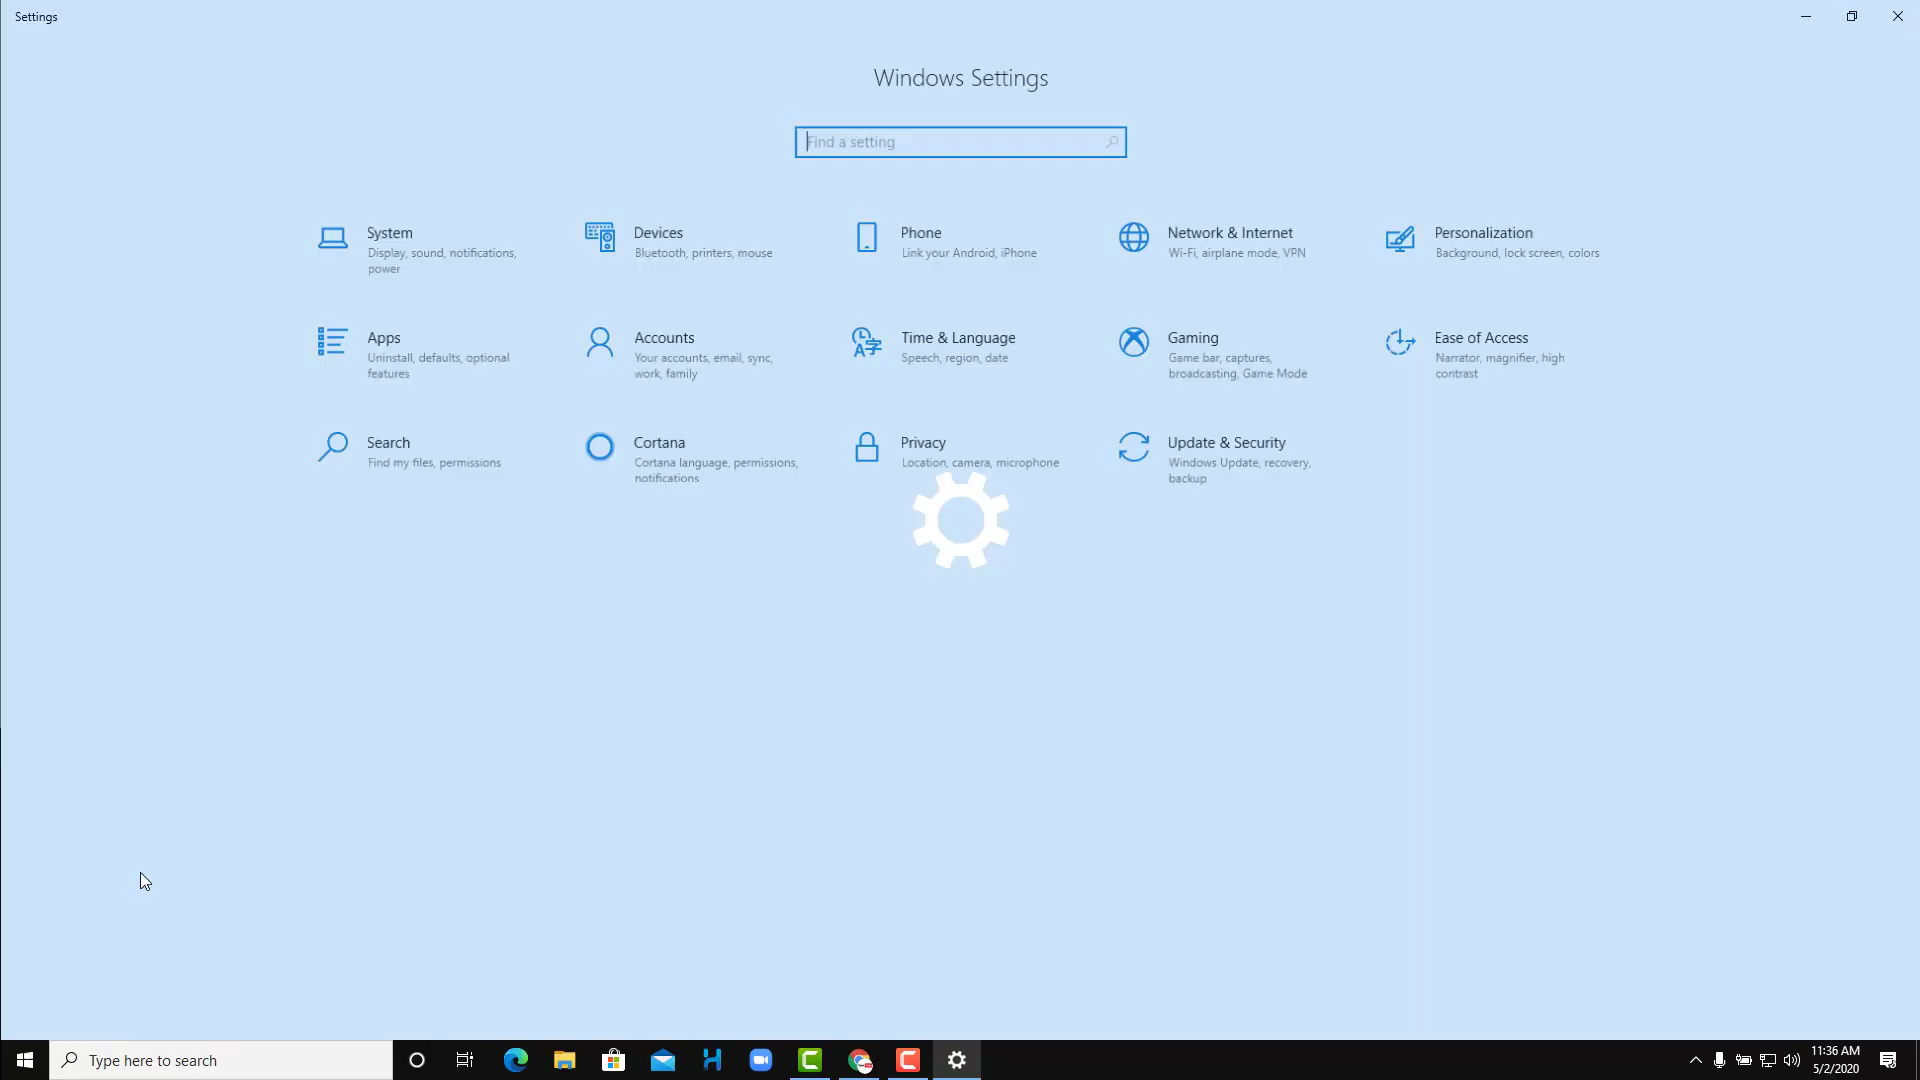 Settings
Windows Settings
Find a setting
System
Display, sound, notifications,
power
Devices
Bluetooth, printers, mouse
Phone
Link your Android, iPhone
Network & Internet
Wi-Fi, airplane mode, VPN
Personalization
Background, lock screen, colors
Apps
Uninstall, defaults, optional
features
Accounts
Your accounts, email, sync,
work, family
Time & Language
Speech, region, date
Gaming
Game bar, captures,
broadcasting, Game Mode
Ease of Access
Narrator, magnifier, high
contrast
Search
Find my files, permissions
Cortana
Cortana language, permissions,
notifications
Privacy
Location, camera, microphone
Update & Security
Windows Update, recovery,
backup
Type here to search
11:36 AM
5/2/2020